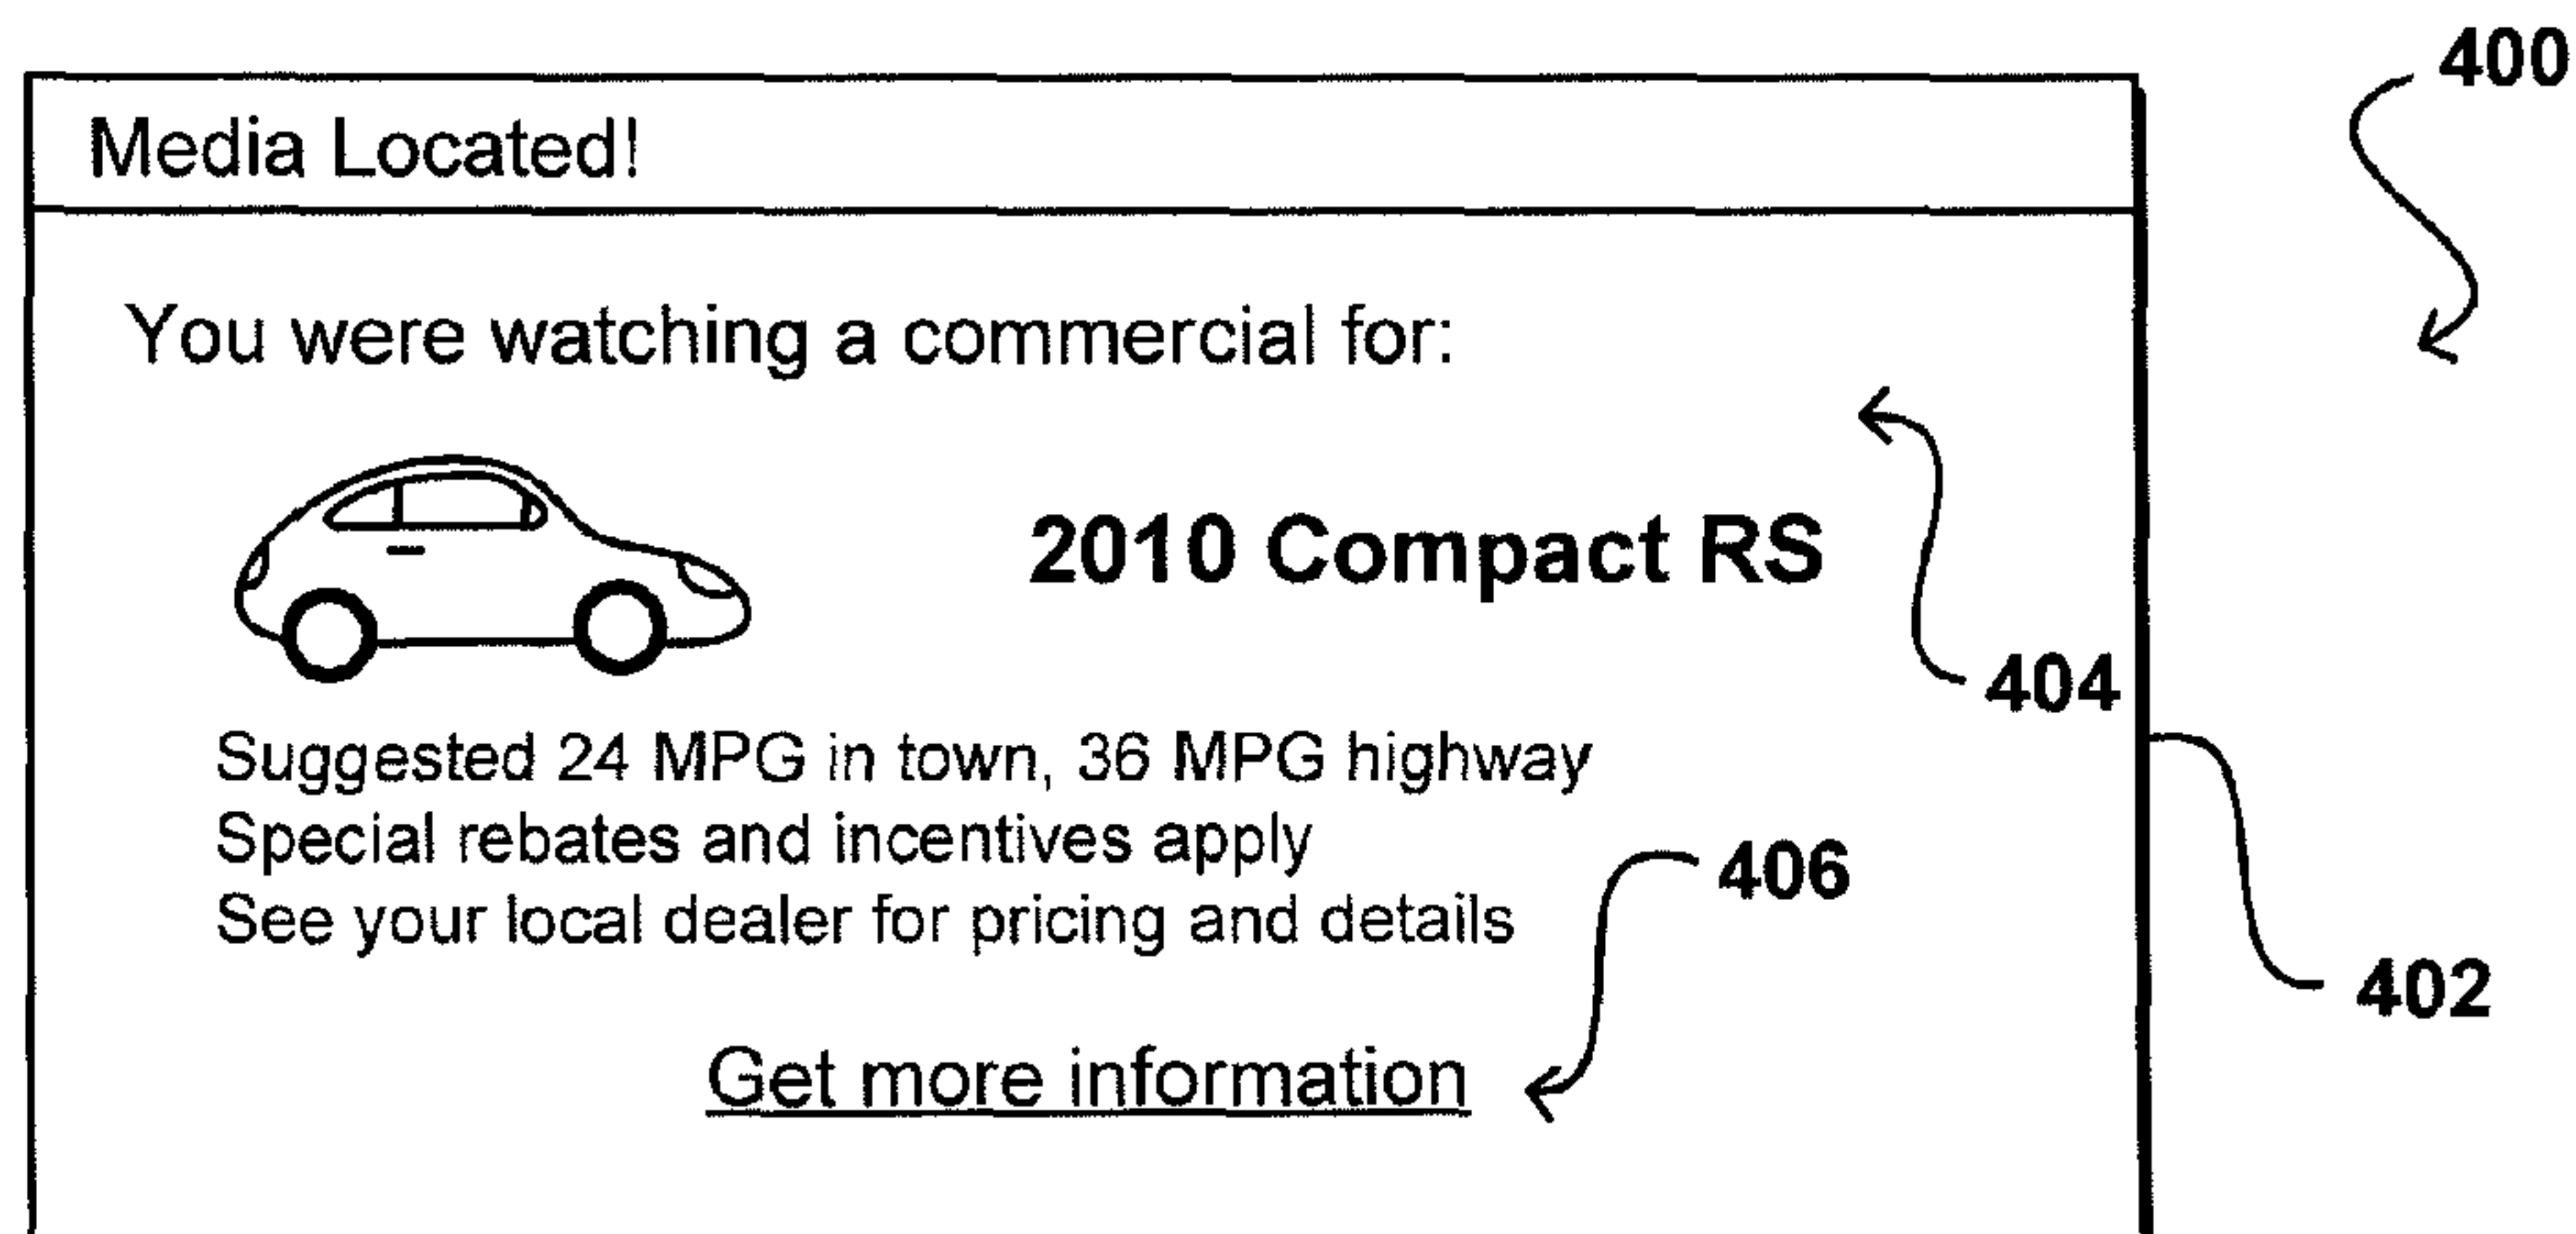 400
Media Located!
You were watching a commercial for:
2010 Compact RS
404
Suggested 24 MPG in town, 36 MPG highway
Special rebates and incentives apply
406
See your local dealer for pricing and details
402
Get more information